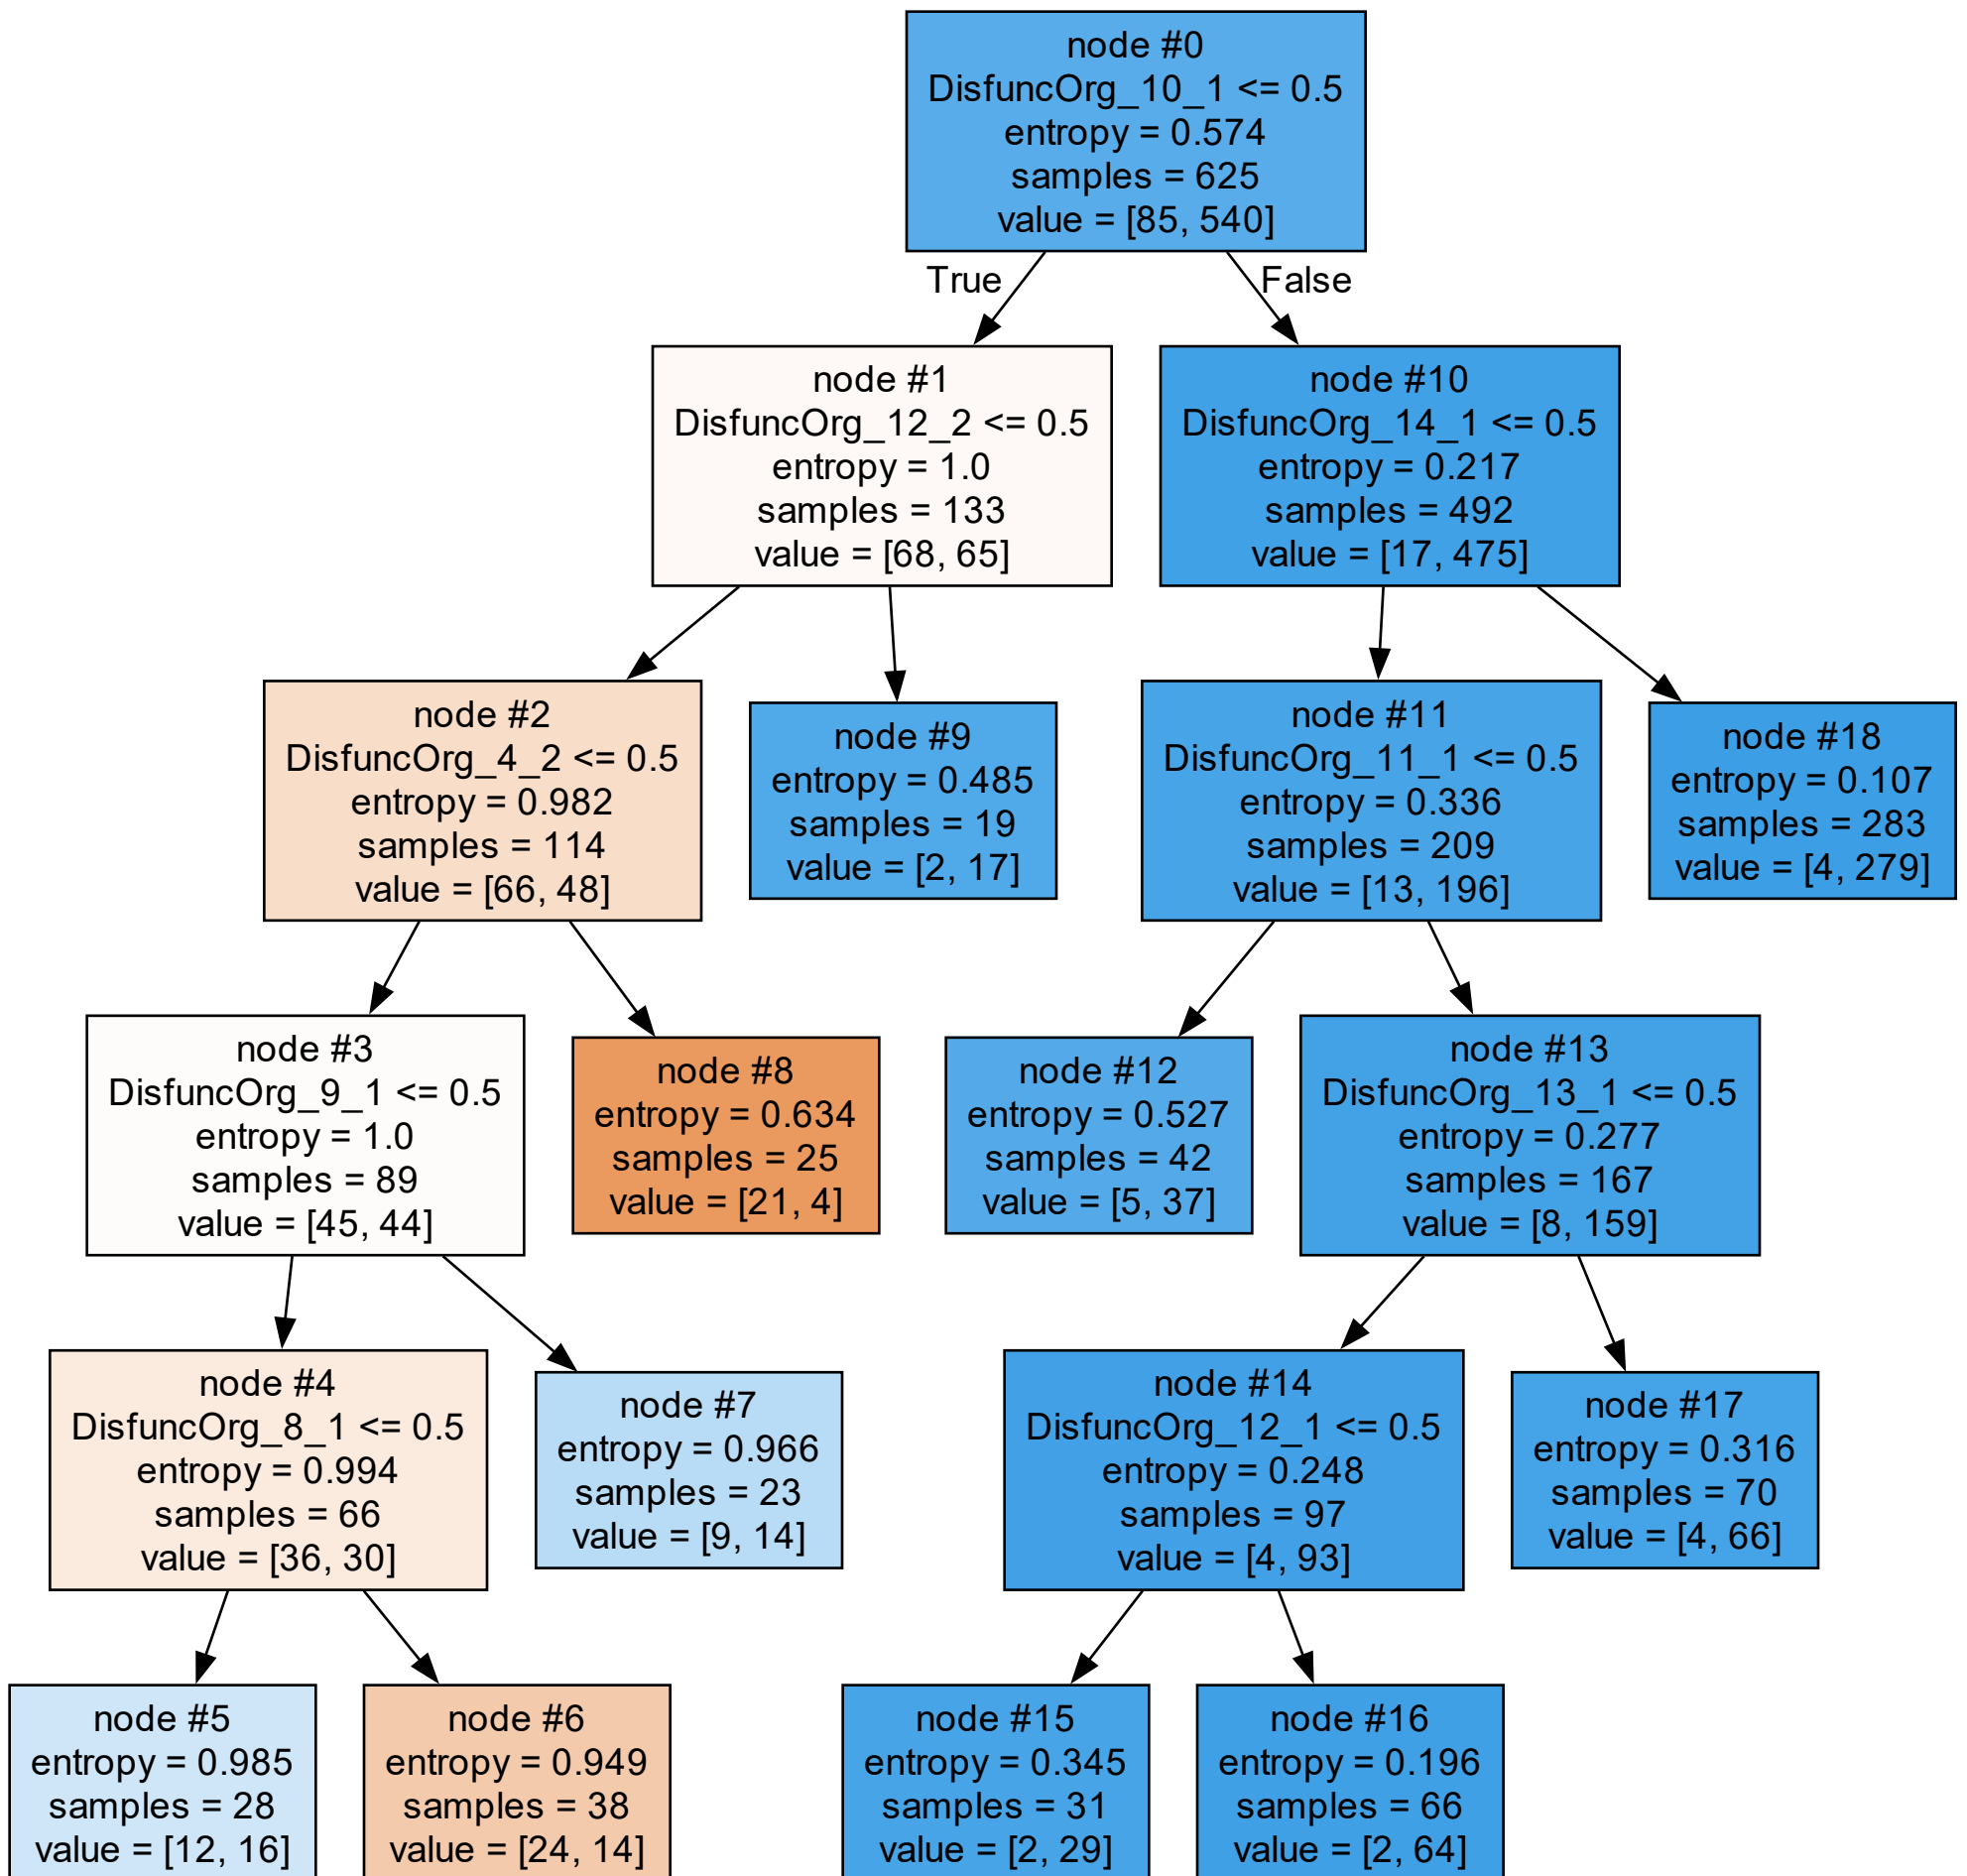 node #0
DisfuncOrg_10_1 <= 0.5
entropy = 0.574
samples = 625
value = [85, 540]
True
False
node #1
DisfuncOrg_12_2 <= 0.5
entropy = 1.0
samples = 133
value = [68, 65]
node #10
DisfuncOrg_14_1 <= 0.5
entropy = 0.217
samples = 492
value = [17, 475]
node #2
DisfuncOrg_4_2 <= 0.5
entropy = 0.982
samples = 114
value = [66, 48]
node #9
entropy = 0.485
samples = 19
value = [2, 17]
node #11
DisfuncOrg_11_1 <= 0.5
entropy = 0.336
samples = 209
value = [13, 196]
node #18
entropy = 0.107
samples = 283
value = [4, 279]
node #3
DisfuncOrg_9_1 <= 0.5
entropy = 1.0
samples = 89
value = [45, 44]
node #8
entropy = 0.634
samples = 25
value = [21, 4]
node #12
entropy = 0.527
samples = 42
value = [5, 37]
node #13
DisfuncOrg_13_1 <= 0.5
entropy = 0.277
samples = 167
value = [8, 159]
node #4
DisfuncOrg_8_1 <= 0.5
entropy = 0.994
samples = 66
value = [36, 30]
node #7
entropy = 0.966
samples = 23
value = [9, 14]
node #14
DisfuncOrg_12_1 <= 0.5
entropy = 0.248
samples = 97
value = [4, 93]
node #17
entropy = 0.316
samples = 70
value = [4, 66]
node #5
entropy = 0.985
samples = 28
value = [12, 16]
node #6
entropy = 0.949
samples = 38
value = [24, 14]
node #15
entropy = 0.345
samples = 31
value = [2, 29]
node #16
entropy = 0.196
samples = 66
value = [2, 64]